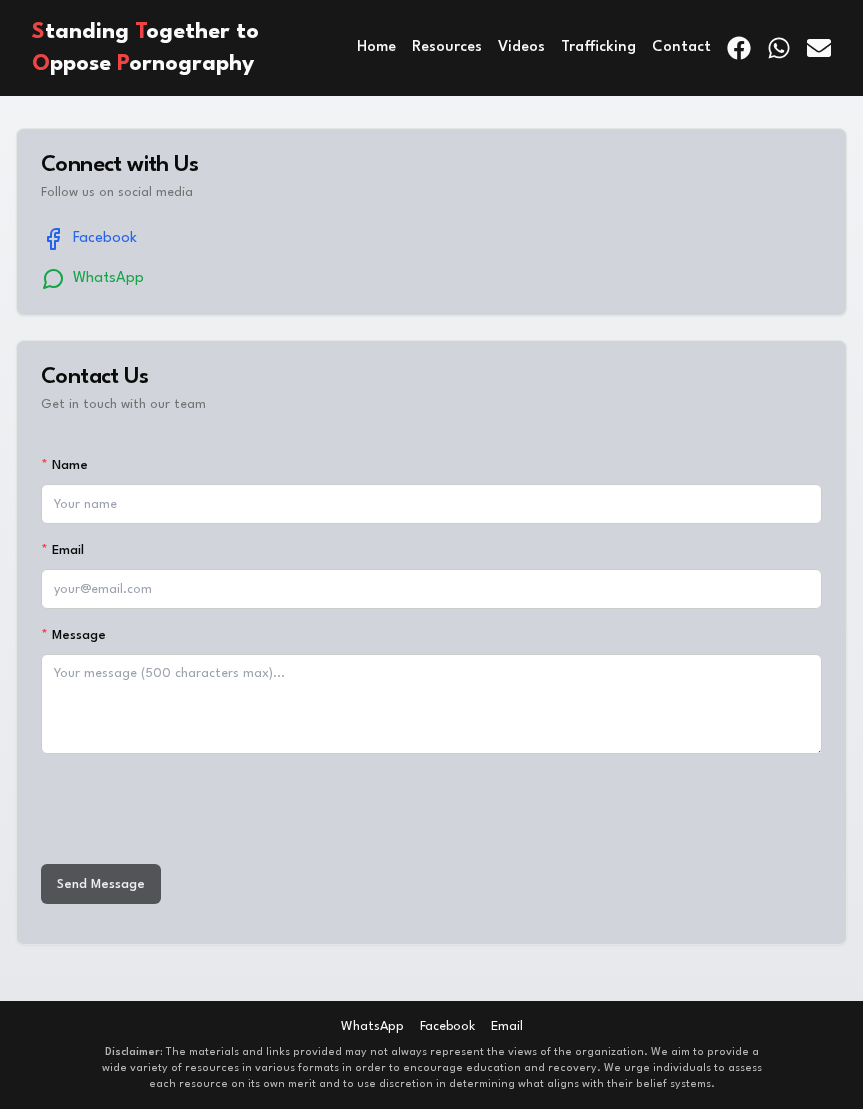 Standing Together to
Oppose Pornography
Home Resources Videos Trafficking Contact
Connect with Us
Follow us on social media
Facebook
WhatsApp
Contact Us
Get in touch with our team
* Name
Your name
* Email
your@email.com
* Message
Your message (500 characters max)...
Send Message
WhatsApp Facebook Email
Disclaimer: The materials and links provided may not always represent the views of the organization. We aim to provide a
wide variety of resources in various formats in order to encourage education and recovery. We urge individuals to assess
each resource on its own merit and to use discretion in determining what aligns with their belief systems.